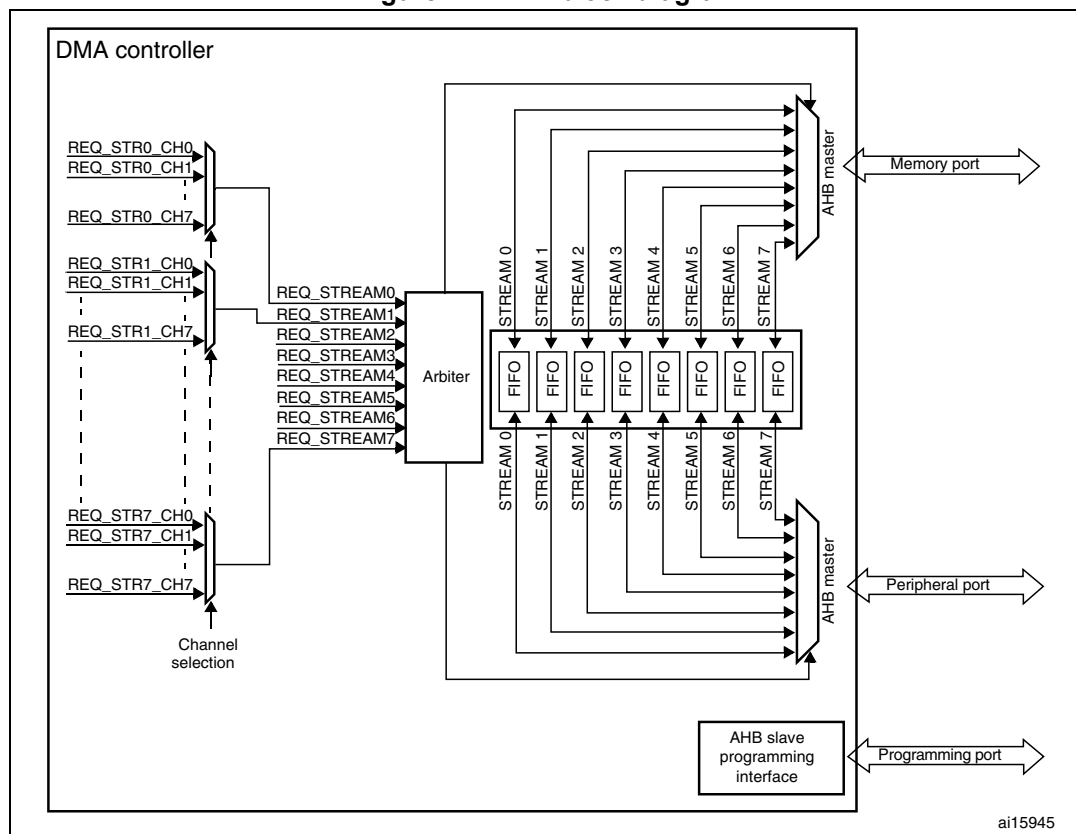 DMA controller
REQ_STR0_CH0
REQ_STR0_CH1
REQ_STR0_CH7
REQ_STR1_CH0
REQ_STR1_CH1
REQ_STR1_CH7
REQ_STR7_CH0
REQ_STR7_CH1
REQ_STR7_CH7
Channel
selection
REQ_STREAM0
REQ_STREAM1
REQ_STREAM2
REQ_STREAM3
REQ_STREAM4
REQ_STREAM5
REQ_STREAM6
REQ_STREAM7
Arbiter
STREAM 0
STREAM 1
STREAM 2
STREAM 3
STREAM 4
STREAM 5
STREAM 6
STREAM 7
FIFO
FIFO
FIFO
FIFO
FIFO
FIFO
FIFO
FIFO
STREAM 0
STREAM 1
STREAM 2
STREAM 3
STREAM 4
STREAM 5
STREAM 6
STREAM 7
AHB master
Memory port
AHB master
Peripheral port
AHB slave
programming
interface
Programming port
ai15945